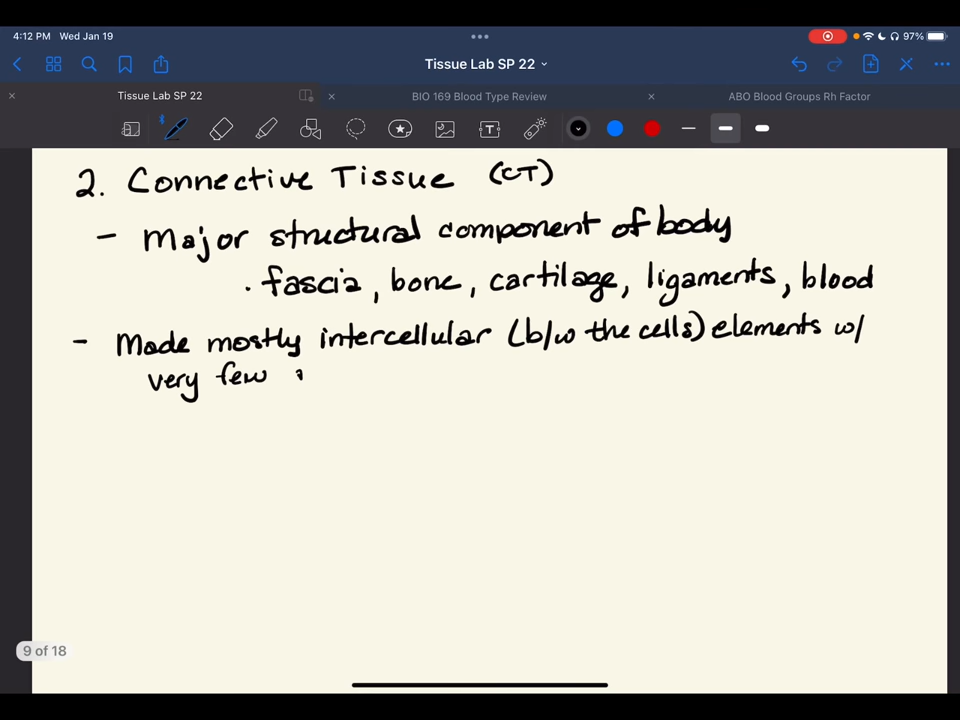 4:12 PM Wed Jan 19
97%
Tissue Lab SP 22
Tissue Lab SP 22
BIO 169 Blood Type Review
ABO Blood Groups Rh Factor
2. Connective Tissue (CT)
- Major structural component of body
. fascia, bone, cartilage, ligaments, blood
- Made mostly intercellular (b/w the cells) elements w/
very few
9 of 18